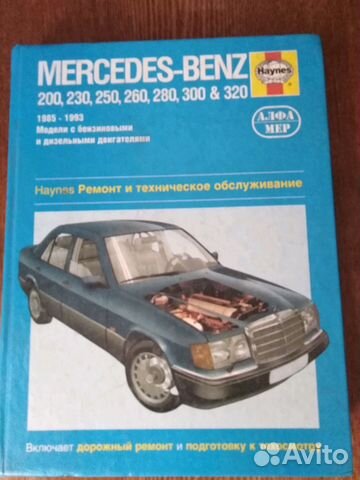 MERCEDES-BENZ
Haynes
200, 230, 250, 260, 280, 300 & 320
1985 - 1993
Модели с бензиновыми
и дизельными двигателями
АЛФА
МЕР
Haynes Ремонт и техническое обслуживание
Включает дорожный ремонт и подготовку к техосмотру
Avito